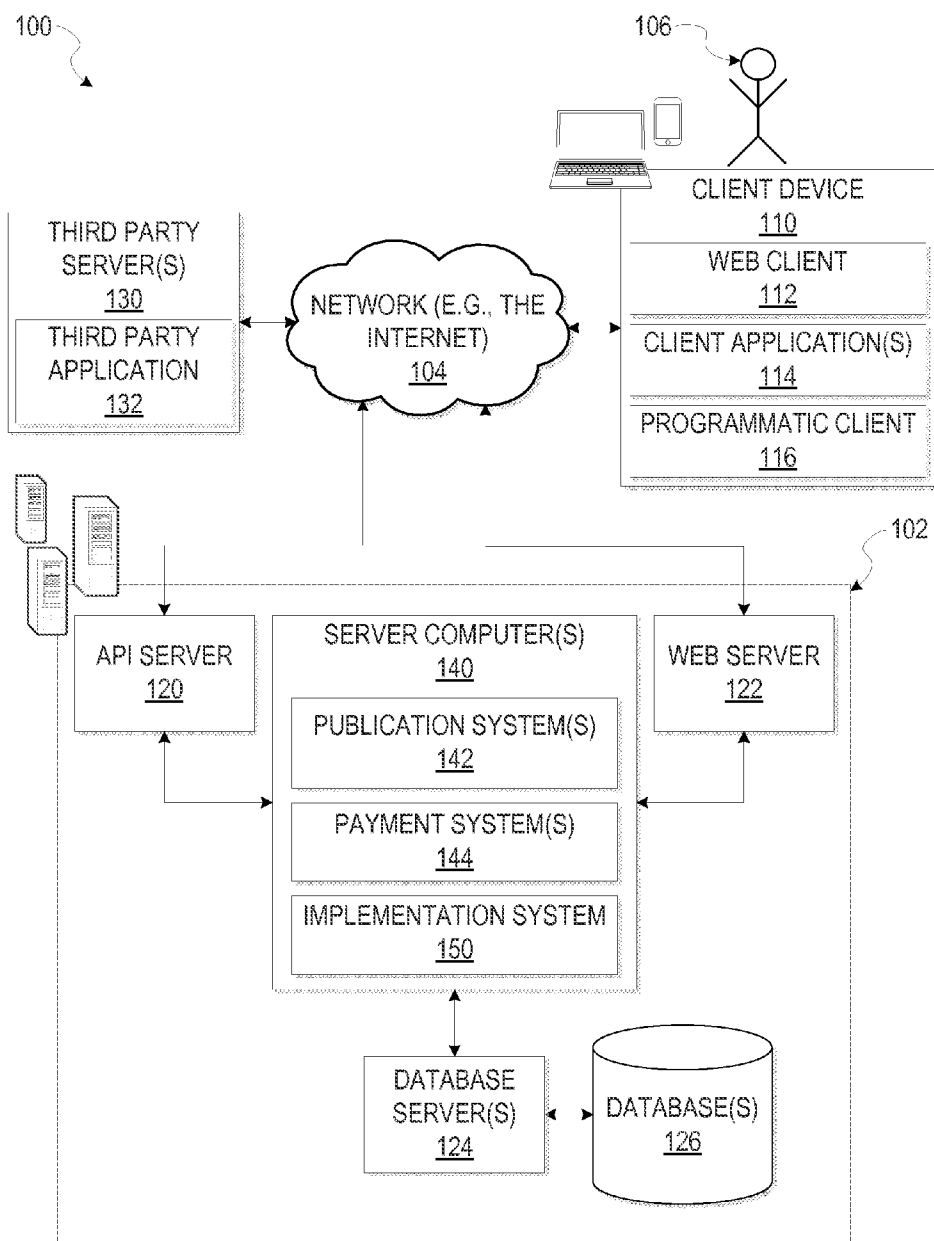 100
106
CLIENT DEVICE
110
WEB CLIENT
112
CLIENT APPLICATION(S)
114
PROGRAMMATIC CLIENT
116
THIRD PARTY
SERVER(S)
130
THIRD PARTY
APPLICATION
132
NETWORK (E.G., THE
INTERNET)
104
102
API SERVER
120
SERVER COMPUTER(S)
140
PUBLICATION SYSTEM(S)
142
PAYMENT SYSTEM(S)
144
IMPLEMENTATION SYSTEM
150
WEB SERVER
122
DATABASE
SERVER(S)
124
DATABASE(S)
126